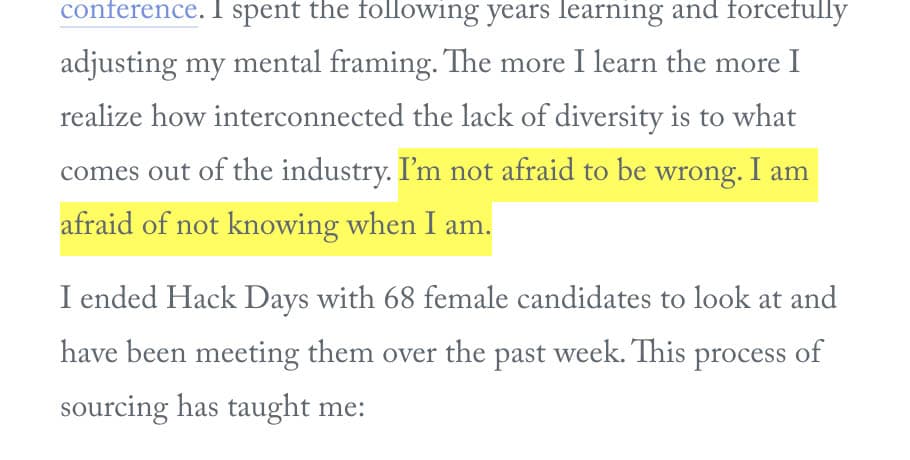 conference. I spent the following years learning and forcefully
adjusting my mental framing. The more I learn the more I
realize how interconnected the lack of diversity is to what
comes out of the industry. I’m not afraid to be wrong. I am
afraid of not knowing when I am.
I ended Hack Days with 68 female candidates to look at and
have been meeting them over the past week. This process of
sourcing has taught me: